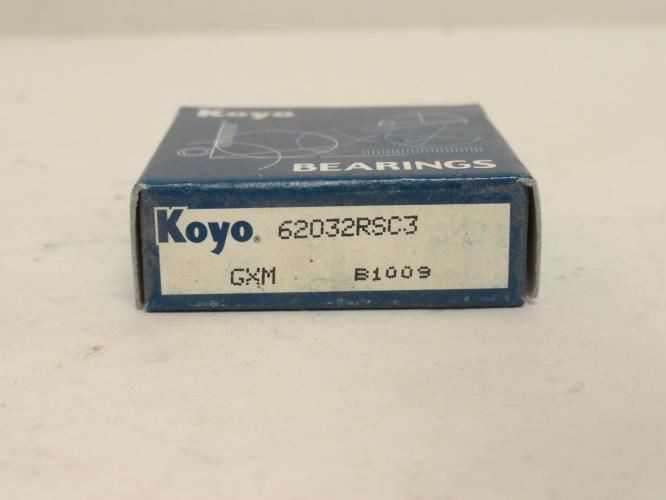 Koyo
BEARINGS
Koyo® 62032RSC3
GXM B1009